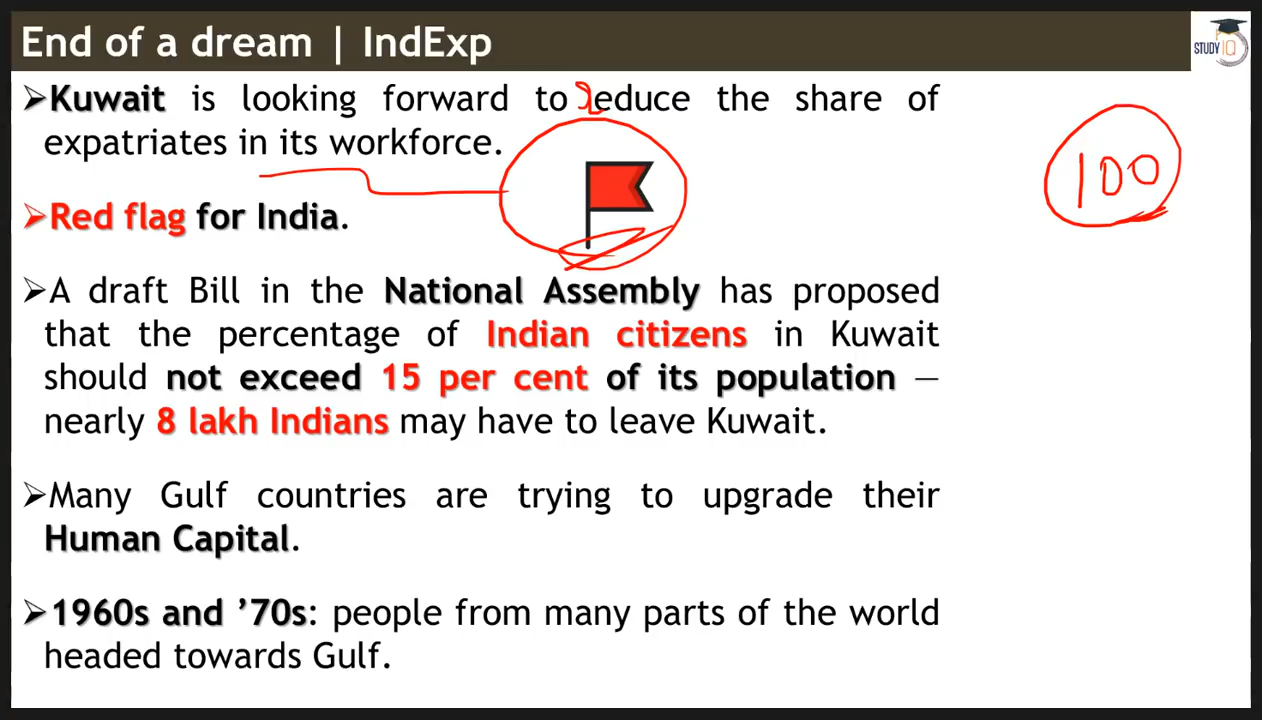 End of a dream | IndExp
STUDY IQ
➢Kuwait is looking forward to reduce the share of
expatriates in its workforce.
100
➢Red flag for India.
➢A draft Bill in the National Assembly has proposed
that the percentage of Indian citizens in Kuwait
should not exceed 15 per cent of its population —
nearly 8 lakh Indians may have to leave Kuwait.
➢Many Gulf countries are trying to upgrade their
Human Capital.
➢1960s and ’70s: people from many parts of the world
headed towards Gulf.